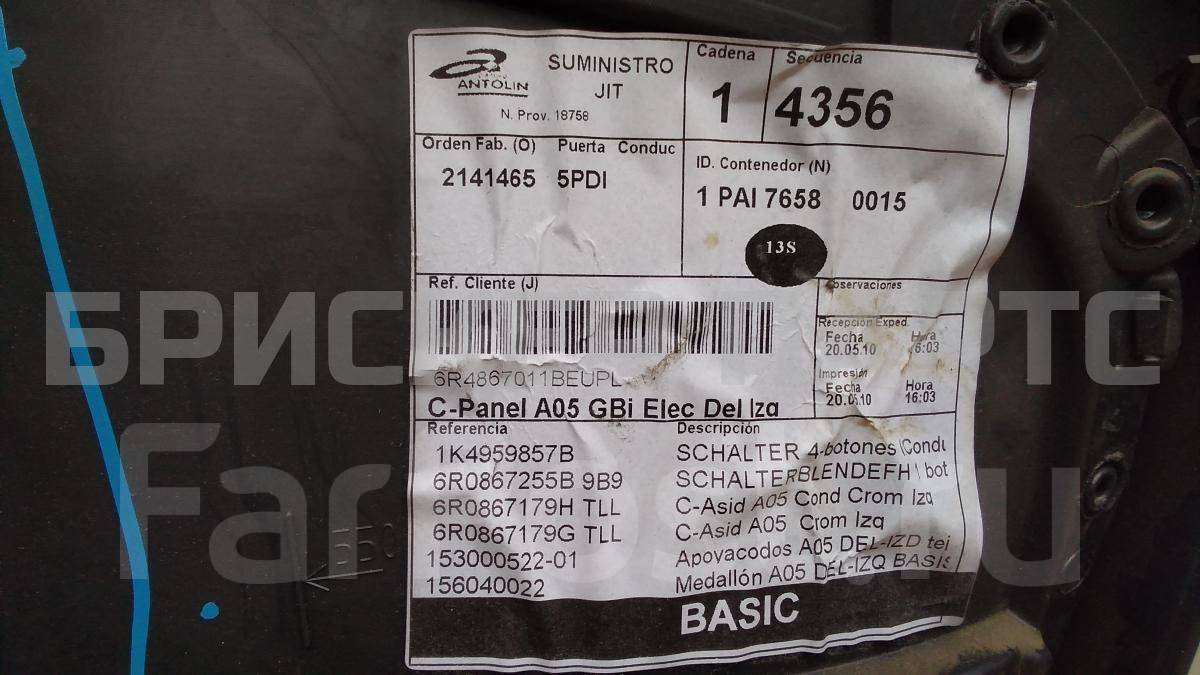 ANTOLIN
SUMINISTRO
JIT
N. Prov. 18758
Cadena
1
Secuencia
4356
Orden Fab. (O) Puerta Conduc
2141465 5PDI
ID. Contenedor (N)
1 PAI 7658 0015
13S
Ref. Cliente (J)
6R4867011BEUPL
C-Panel A05 GBi Elec Del Izq
Observaciones
Recepción Exped.
Fecha Hora
20.05.10 16:03
Impresión
Fecha Hora
20.05.10 16:03
Referencia Descripción
1K4959857B SCHALTER 4-botones (Condu
6R0867255B 9B9 SCHALTERBLENDEFH 1 bot
6R0867179H TLL C-Asid A05 Cond Crom Izq
6R0867179G TLL C-Asid A05 Crom Izq
153000522-01 Apoyacodos A05 DEL-IZD tej
156040022 Medallón A05 DEL-IZQ BASIS
BASIC